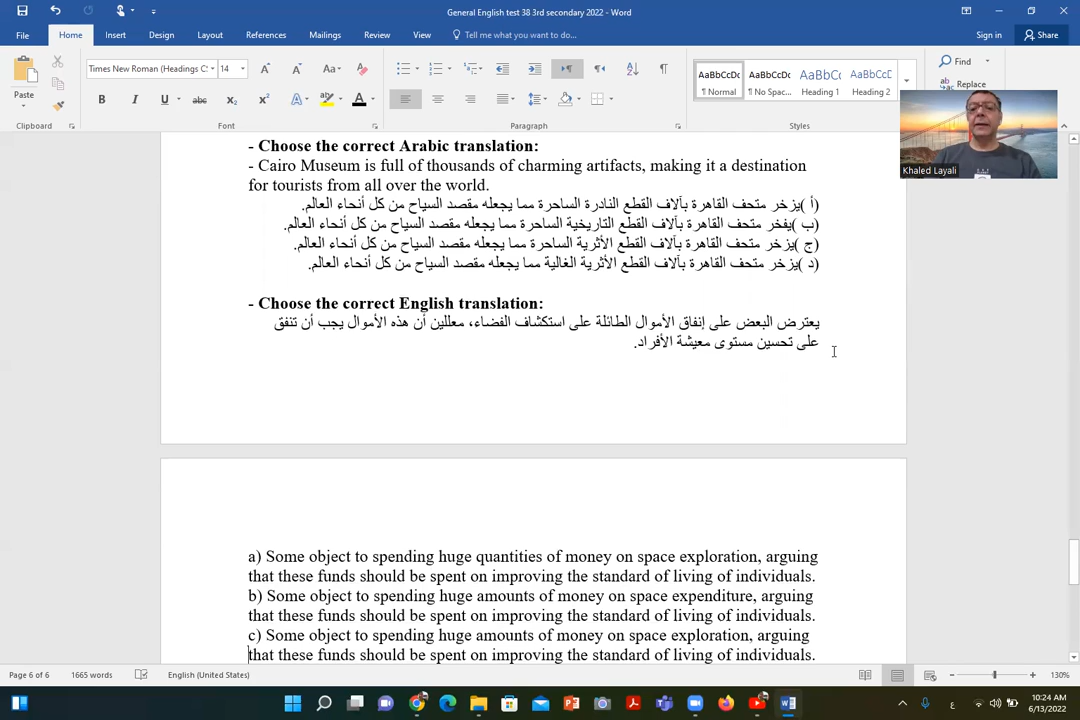 General English test 38 3rd secondary 2022 - Word
File Home Insert Design Layout References Mailings Review View Tell me what you want to do... Sign in Share
Paste
Times New Roman (Headings C 14
AaBbCcDc AaBbCcDc AaBbCc AaBbCcD
¶ Normal ¶ No Spac... Heading 1 Heading 2
Find
Replace
Clipboard Font Paragraph Styles
Khaled Layali
- Choose the correct Arabic translation:
- Cairo Museum is full of thousands of charming artifacts, making it a destination
for tourists from all over the world.
(أ )يزخر متحف القاهرة بآلاف القطع النادرة الساحرة مما يجعله مقصد السياح من كل أنحاء العالم.
(ب )يفخر متحف القاهرة بآلاف القطع التاريخية الساحرة مما يجعله مقصد السياح من كل أنحاء العالم.
(ج )يزخر متحف القاهرة بآلاف القطع الأثرية الساحرة مما يجعله مقصد السياح من كل أنحاء العالم.
(د )يزخر متحف القاهرة بآلاف القطع الأثرية الغالية مما يجعله مقصد السياح من كل أنحاء العالم.
- Choose the correct English translation:
يعترض البعض على إنفاق الأموال الطائلة على استكشاف الفضاء، معللين أن هذه الأموال يجب أن تنفق
على تحسين مستوى معيشة الأفراد.
a) Some object to spending huge quantities of money on space exploration, arguing
that these funds should be spent on improving the standard of living of individuals.
b) Some object to spending huge amounts of money on space expenditure, arguing
that these funds should be spent on improving the standard of living of individuals.
c) Some object to spending huge amounts of money on space exploration, arguing
that these funds should be spent on improving the standard of living of individuals.
Page 6 of 6 1665 words English (United States) 130%
10:24 AM
6/13/2022